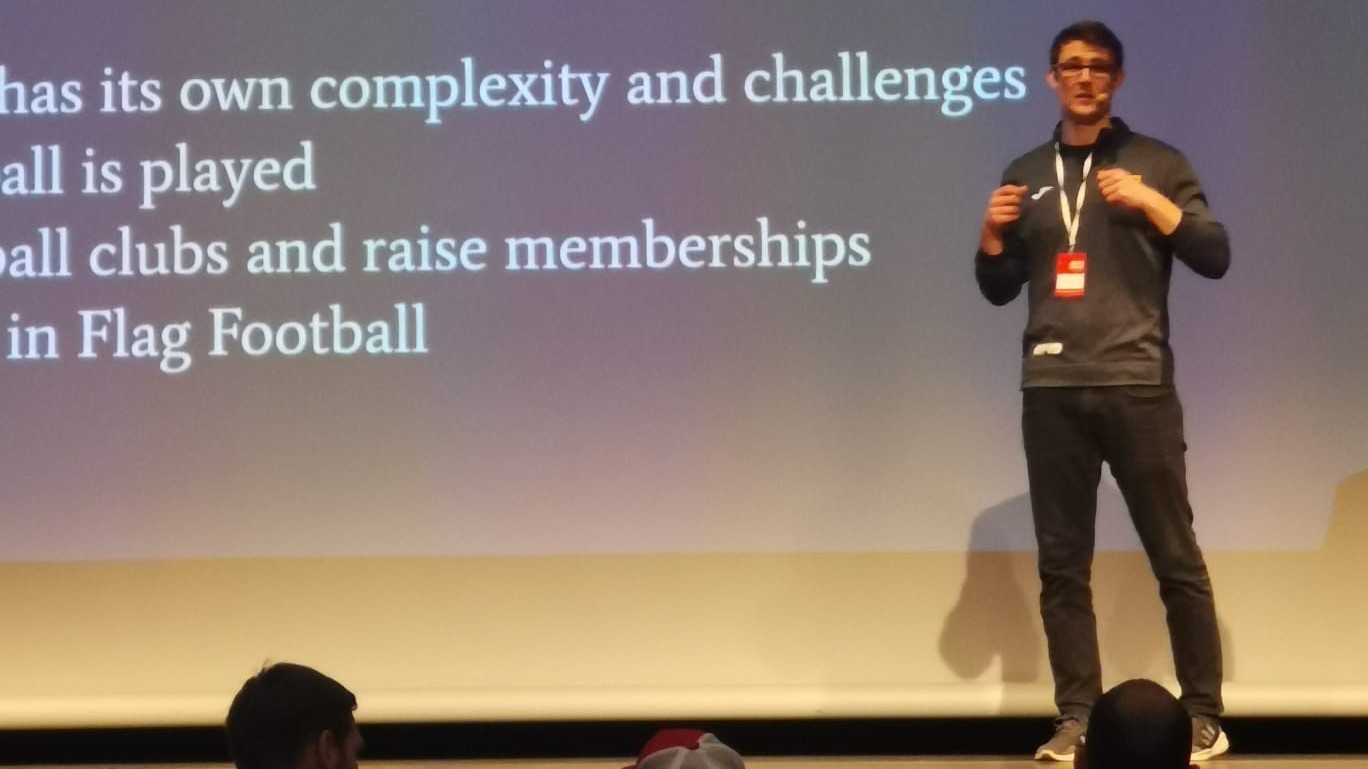 has its own complexity and challenges
all is played
ball clubs and raise memberships
in Flag Football